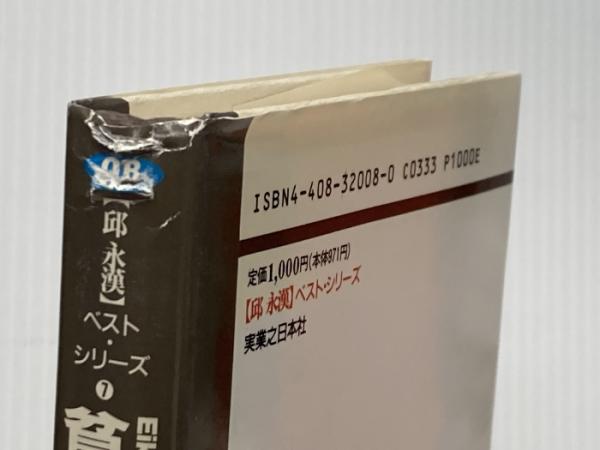 QB
【邱 永漢】
ベスト・
シリーズ
❼
貧
ISBN4-408-32008-0 C0333 P1000E
定価1,000円(本体971円)
【邱 永漢】ベスト・シリーズ
実業之日本社